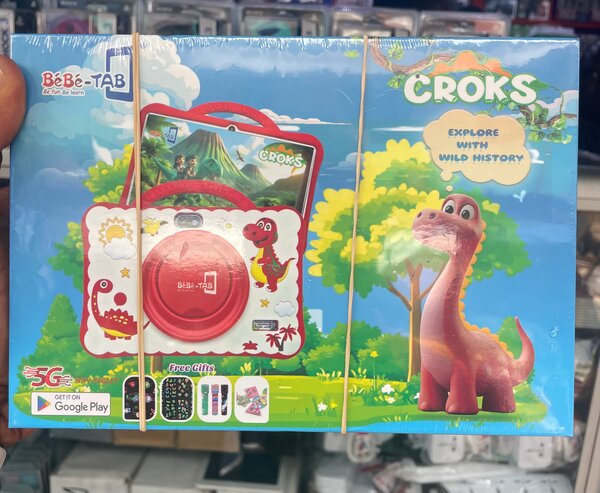 BéBé-TAB
Be fun Be learn
CROKS
EXPLORE
WITH
WILD HISTORY
CROKS
BéBé-TAB
Free Gifts
5G
GET IT ON
Google Play